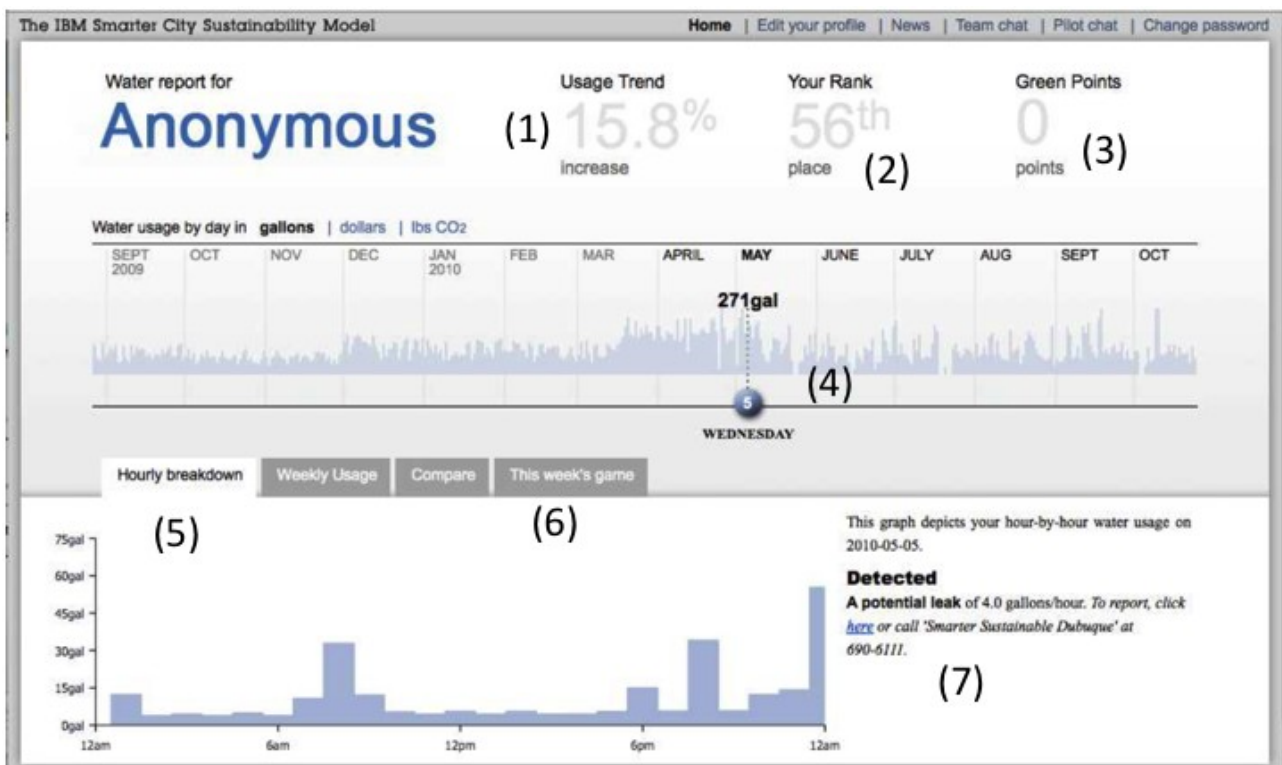 The IBM Smarter City Sustainability Model
Home | Edit your profile | News | Team chat | Pilot chat | Change password
Water report for
Anonymous
Usage Trend
(1) 15.8%
increase
Your Rank
56th
place (2)
Green Points
0
points (3)
Water usage by day in gallons | dollars | lbs CO2
SEPT 2009 OCT NOV DEC JAN 2010 FEB MAR APRIL MAY JUNE JULY AUG SEPT OCT
271gal
(4)
5
WEDNESDAY
Hourly breakdown Weekly Usage Compare This week's game
(5) (6)
75gal
60gal
45gal
30gal
15gal
0gal
12am 6am 12pm 6pm 12am
This graph depicts your hour-by-hour water usage on
2010-05-05.
Detected
A potential leak of 4.0 gallons/hour. To report, click
here or call 'Smarter Sustainable Dubuque' at
690-6111.
(7)